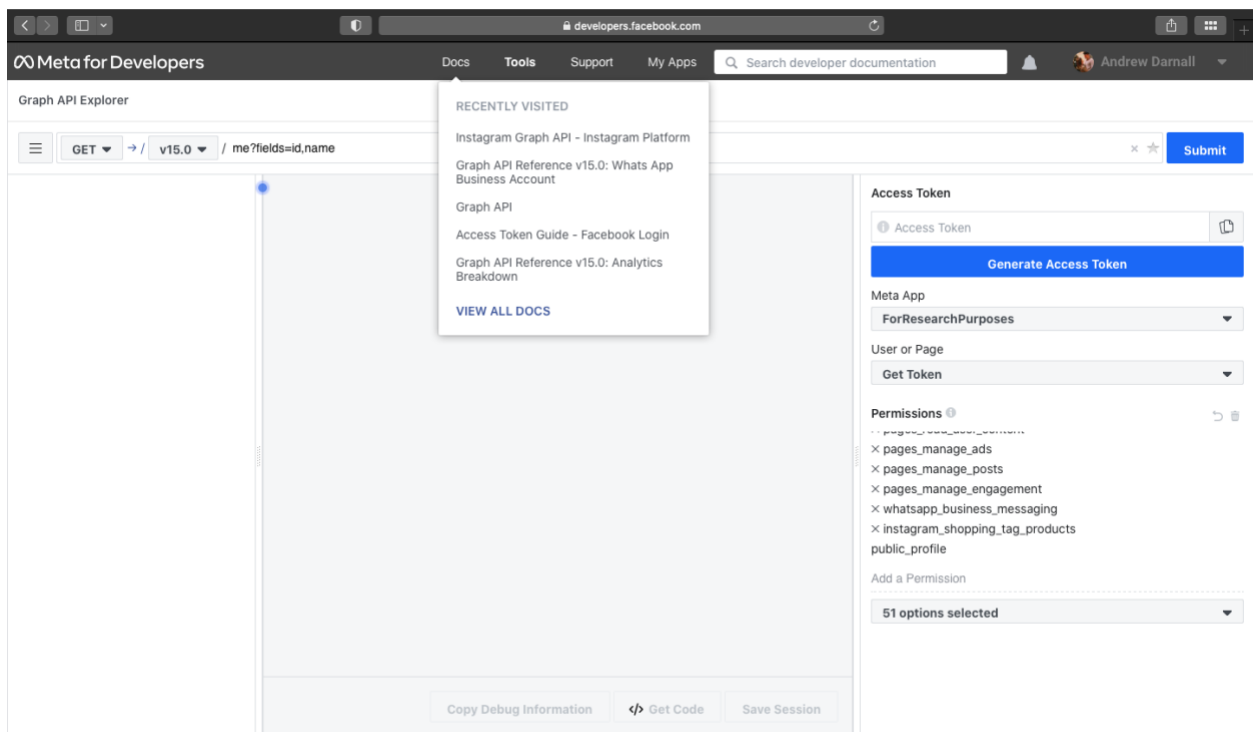 developers.facebook.com
Meta for Developers
Docs
Tools
Support
My Apps
Search developer documentation
Andrew Darnall
Graph API Explorer
RECENTLY VISITED
Instagram Graph API - Instagram Platform
Graph API Reference v15.0: Whats App
Business Account
Graph API
Access Token Guide - Facebook Login
Graph API Reference v15.0: Analytics
Breakdown
VIEW ALL DOCS
GET
→ /
v15.0
/ me?fields=id,name
Submit
Access Token
Access Token
Generate Access Token
Meta App
ForResearchPurposes
User or Page
Get Token
Permissions
pages_read_user_content
pages_manage_ads
pages_manage_posts
pages_manage_engagement
whatsapp_business_messaging
instagram_shopping_tag_products
public_profile
Add a Permission
51 options selected
Copy Debug Information
</> Get Code
Save Session